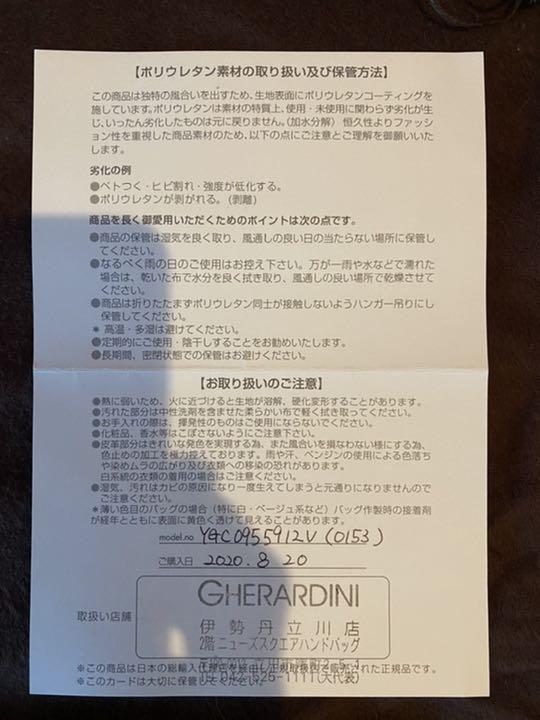 【ポリウレタン素材の取り扱い及び保管方法】
この商品は独特の風合いを出すため、生地表面にポリウレタンコーティングを
施しています。ポリウレタンは素材の特質上、使用・未使用に関わらず劣化が生
じ、いったん劣化したものは元に戻りません。（加水分解） 恒久性よりファッ
ション性を重視した商品素材のため、以下の点にご注意とご理解を御願いいた
します。
劣化の例
●ベトつく・ヒビ割れ・強度が低化する。
●ポリウレタンが剥がれる。（剥離）
商品を長く御愛用いただくためのポイントは次の点です。
●商品の保管は湿気を良く取り、風通しの良い日の当たらない場所に保管し
てください。
●なるべく雨の日のご使用はお控え下さい。万が一雨や水などで濡れた
場合は、乾いた布で水分を良く拭き取り、風通しの良い場所で乾燥させて
ください。
●商品は折りたたまずポリウレタン同士が接触しないようハンガー吊りにし
保管してください。
＊ 高温・多湿は避けてください。
●定期的にご使用・陰干しすることをお勧めいたします。
●長期間、密閉状態での保管はお避けください。
【お取り扱いのご注意】
●熱に弱いため、火に近づけると生地が溶解、硬化変形することがあります。
●汚れた部分は中性洗剤を含ませた柔らかい布で軽く拭き取ってください。
●お手入れの際は、揮発性のものはご使用にならないでください。
●化粧品、香水等はこぼさないようにご注意下さい。
●皮革部分はきれいな発色を実現する為、また風合いを損なわない様にする為、
色止めの加工を極力控えております。雨や汗、ベンジンの使用による色落ち
や染めムラの広がり及び衣類への移染の恐れがあります。
白系統の衣類の着用の場合はご注意ください。
●湿気、汚れはカビの原因になり一度生えてしまうと元通りになりませんので
ご注意ください。
＊薄い色目のバッグの場合（特に白・ベージュ系など）バッグ作製時の接着剤
が経年とともに表面に黄色く透けて見えることがあります。
model.no YGC0955912V (0153)
ご購入日 2020. 8 20
GHERARDINI
取扱い店舗
伊勢丹立川店
2階 ニューズスクエアハンドバッグ
※この商品は日本の総輸入代理店を経由し正規取扱店で販売された正規品です。
TEL 042-525-1111(大代表)
※このカードは大切に保管してください。